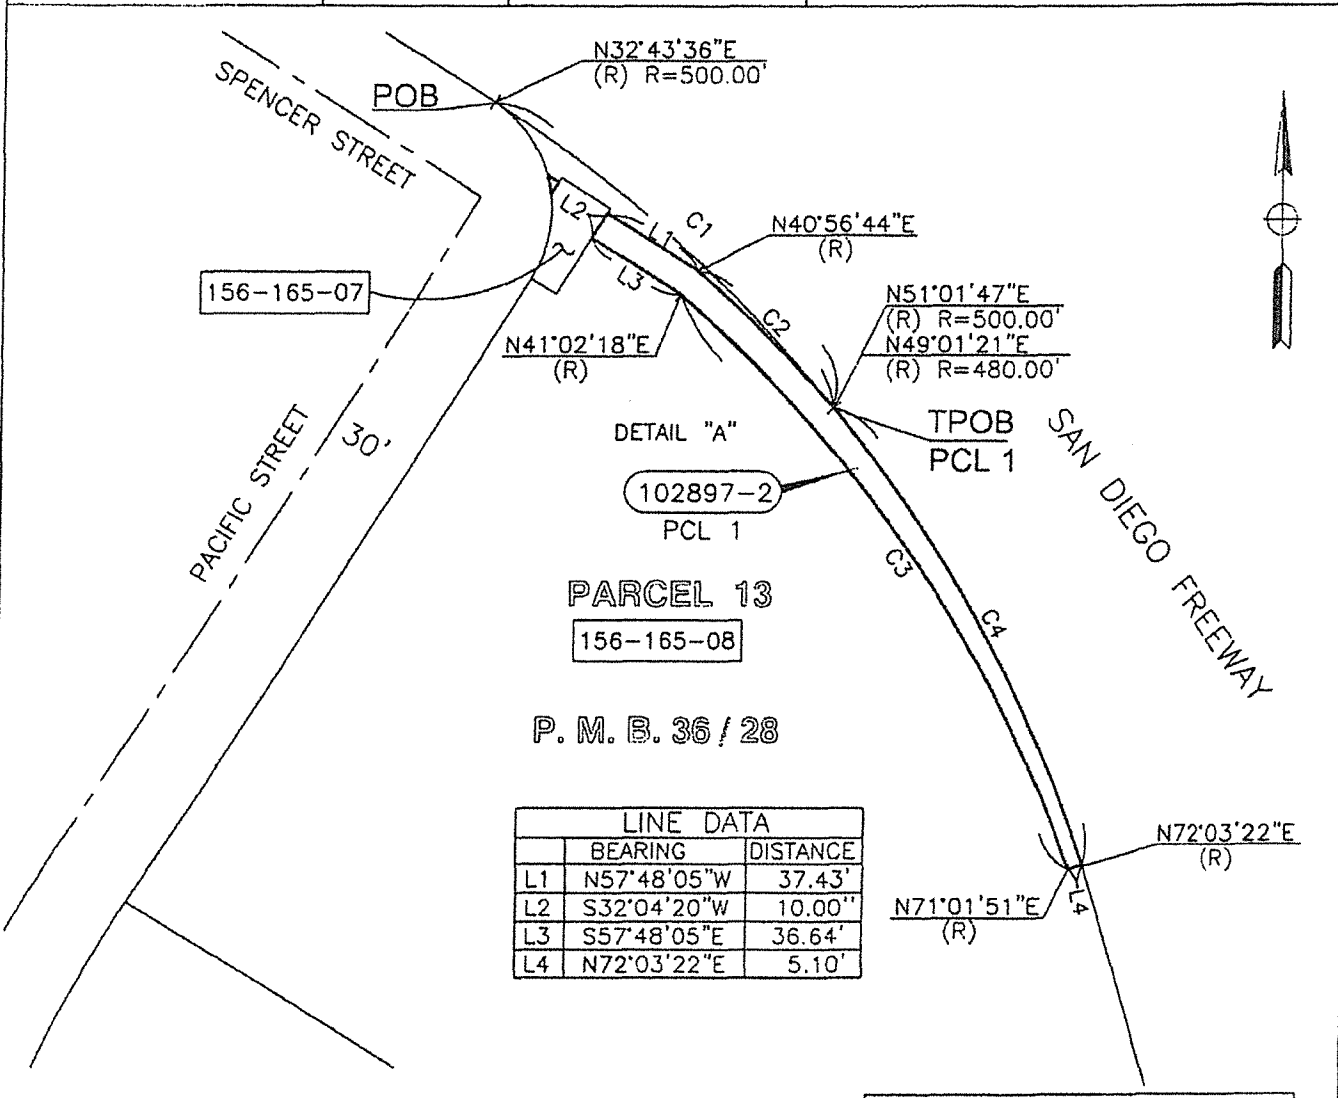 N32°43'36"E
(R) R=500.00'
POB
SPENCER STREET
L2
L1
C1
N40°56'44"E
(R)
L3
156-165-07
C2
N51°01'47"E
(R) R=500.00'
N49°01'21"E
(R) R=480.00'
N41°02'18"E
(R)
TPOB
PCL 1
DETAIL "A"
30'
PACIFIC STREET
SAN DIEGO FREEWAY
102897-2
PCL 1
C3
PARCEL 13
156-165-08
C4
P. M. B. 36 / 28
LINE DATA
BEARING DISTANCE
L1 N57°48'05"W 37.43'
L2 S32°04'20"W 10.00''
L3 S57°48'05"E 36.64'
L4 N72°03'22"E 5.10'
N72°03'22"E
(R)
N71°01'51"E
(R)
L4